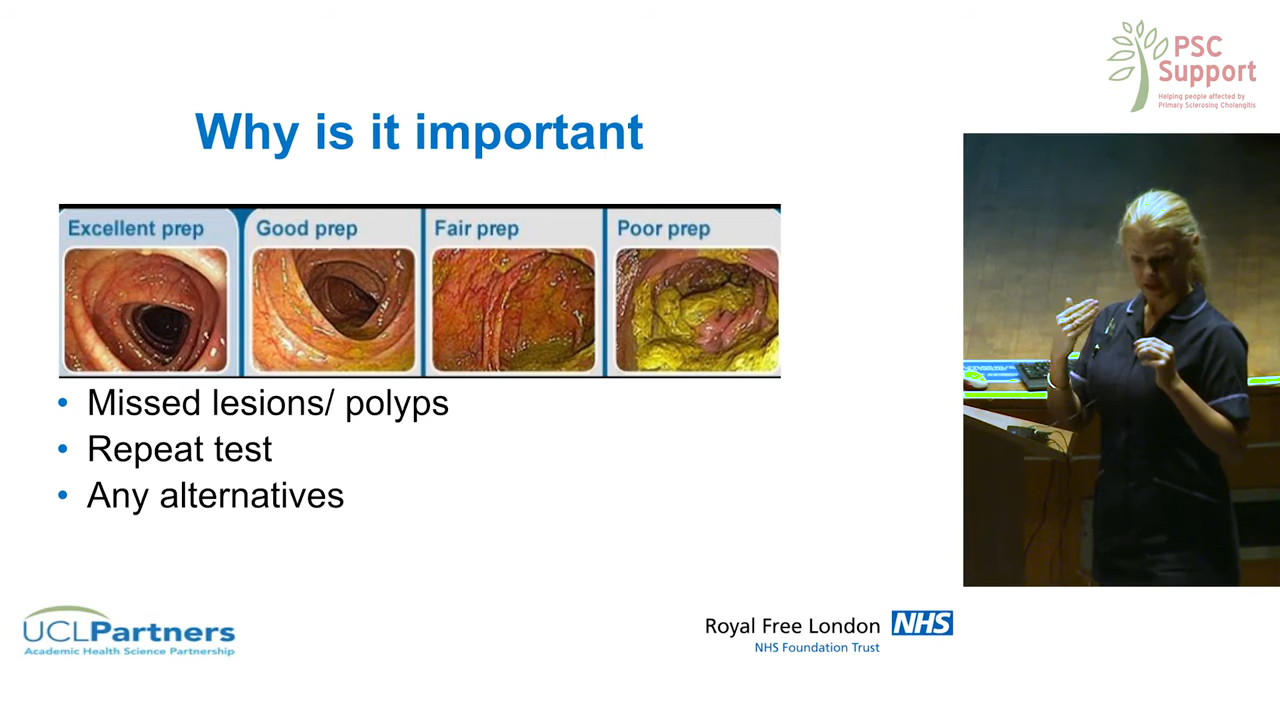 PSC
Support
Helping people affected by
Primary Sclerosing Cholangitis
Why is it important
Excellent prep
Good prep
Fair prep
Poor prep
• Missed lesions/ polyps
• Repeat test
• Any alternatives
UCLPartners
Academic Health Science Partnership
Royal Free London NHS
NHS Foundation Trust